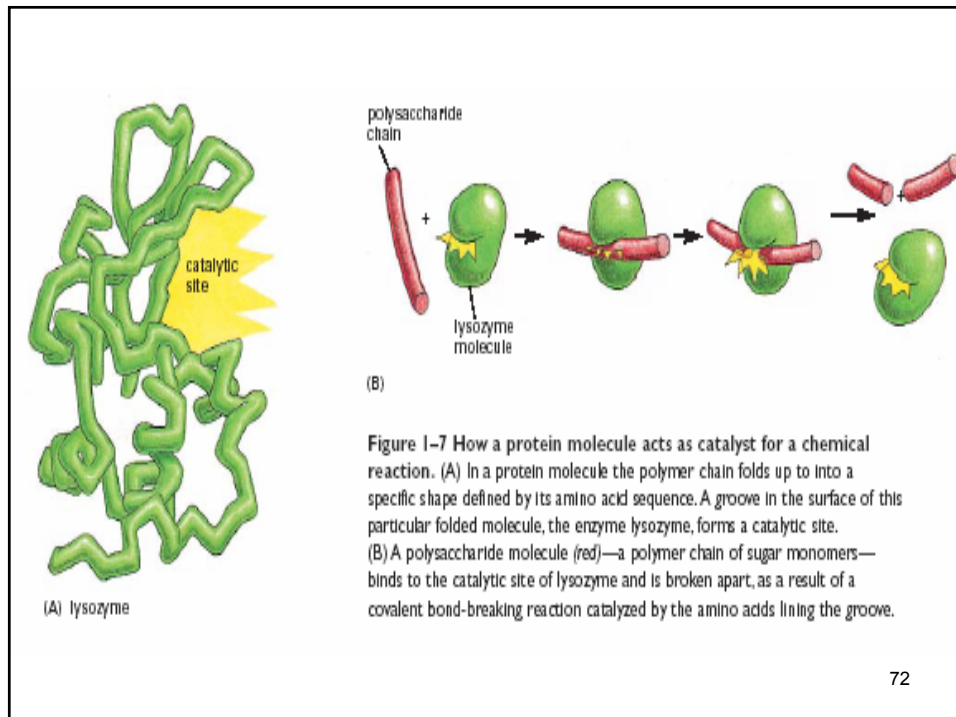 catalytic
site
(A) lysozyme
polysaccharide
chain
+
lysozyme
molecule
+
(B)
Figure 1–7 How a protein molecule acts as catalyst for a chemical
reaction. (A) In a protein molecule the polymer chain folds up to into a
specific shape defined by its amino acid sequence. A groove in the surface of this
particular folded molecule, the enzyme lysozyme, forms a catalytic site.
(B) A polysaccharide molecule (red)—a polymer chain of sugar monomers—
binds to the catalytic site of lysozyme and is broken apart, as a result of a
covalent bond-breaking reaction catalyzed by the amino acids lining the groove.
72